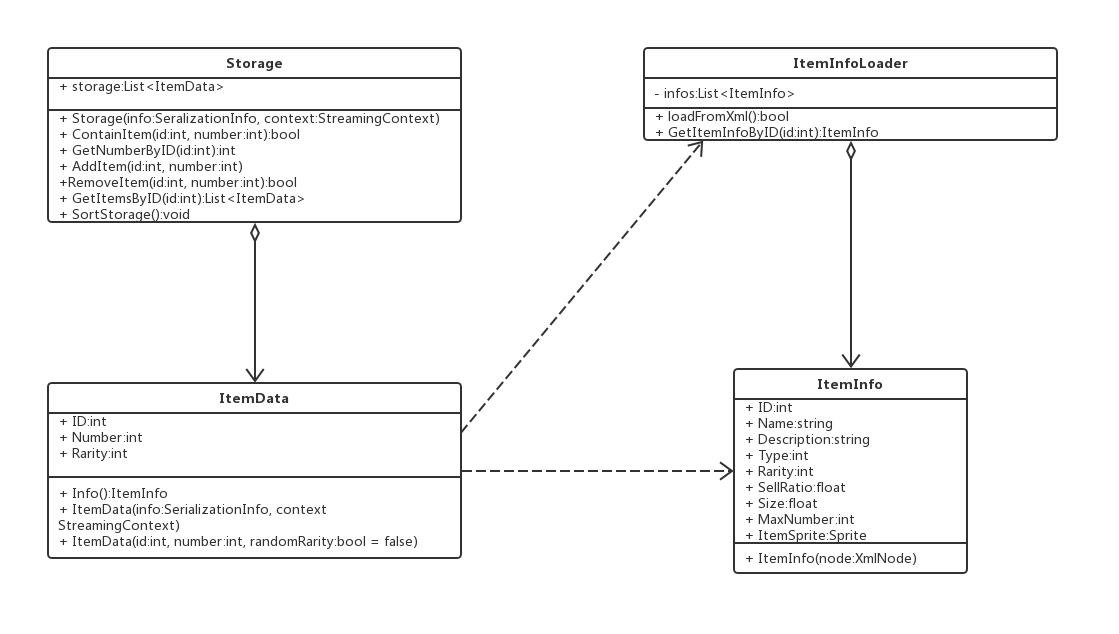 Storage
+ storage:List<ItemData>
+ Storage(info:SeralizationInfo, context:StreamingContext)
+ ContainItem(id:int, number:int):bool
+ GetNumberByID(id:int):int
+ AddItem(id:int, number:int)
+RemoveItem(id:int, number:int):bool
+ GetItemsByID(id:int):List<ItemData>
+ SortStorage():void
ItemInfoLoader
- infos:List<ItemInfo>
+ loadFromXml():bool
+ GetItemInfoByID(id:int):ItemInfo
ItemData
+ ID:int
+ Number:int
+ Rarity:int
+ Info():ItemInfo
+ ItemData(info:SerializationInfo, context
StreamingContext)
+ ItemData(id:int, number:int, randomRarity:bool = false)
ItemInfo
+ ID:int
+ Name:string
+ Description:string
+ Type:int
+ Rarity:int
+ SellRatio:float
+ Size:float
+ MaxNumber:int
+ ItemSprite:Sprite
+ ItemInfo(node:XmlNode)